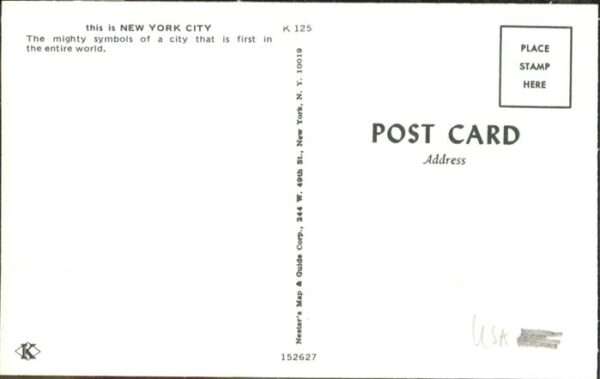 this is NEW YORK CITY
The mighty symbols of a city that is first in
the entire world.
K 125
Nester's Map & Guide Corp., 244 W. 49th St., New York, N. Y. 10019
PLACE
STAMP
HERE
POST CARD
Address
USA
K
152627